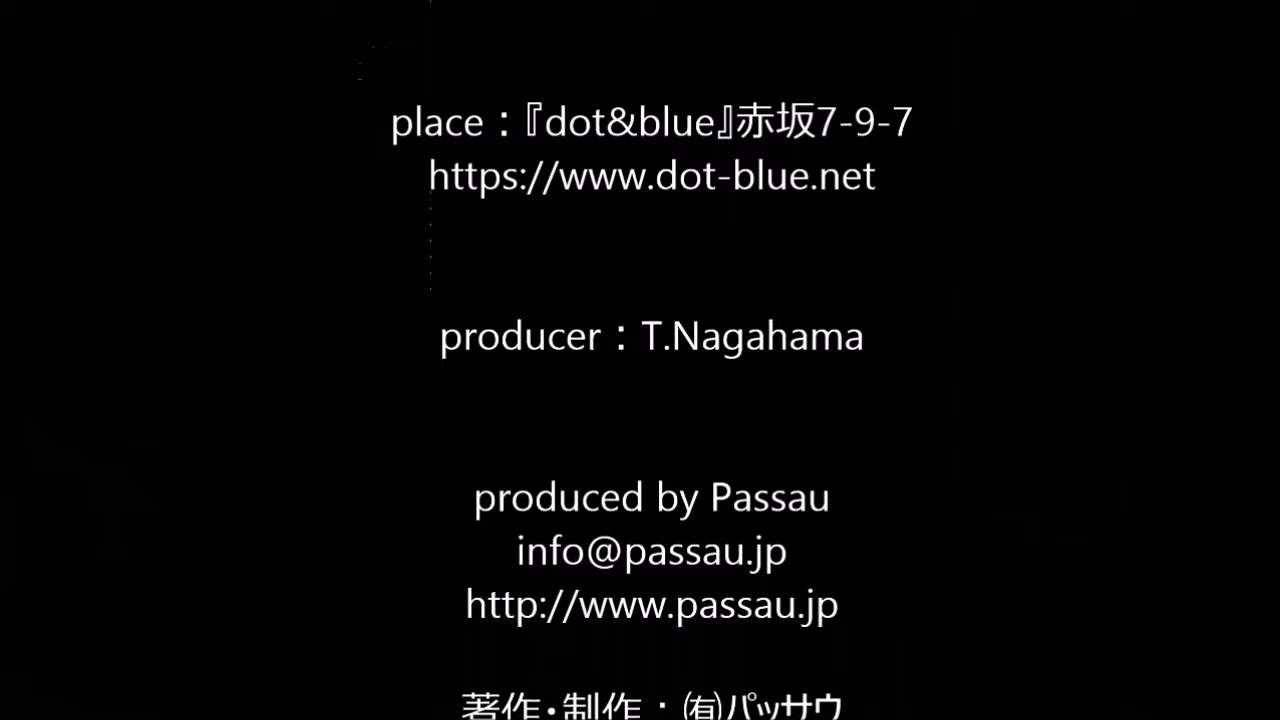 place：『dot&blue』赤坂7-9-7
https://www.dot-blue.net
producer：T.Nagahama
produced by Passau
info@passau.jp
http://www.passau.jp
著作・制作：㈲パッサウ